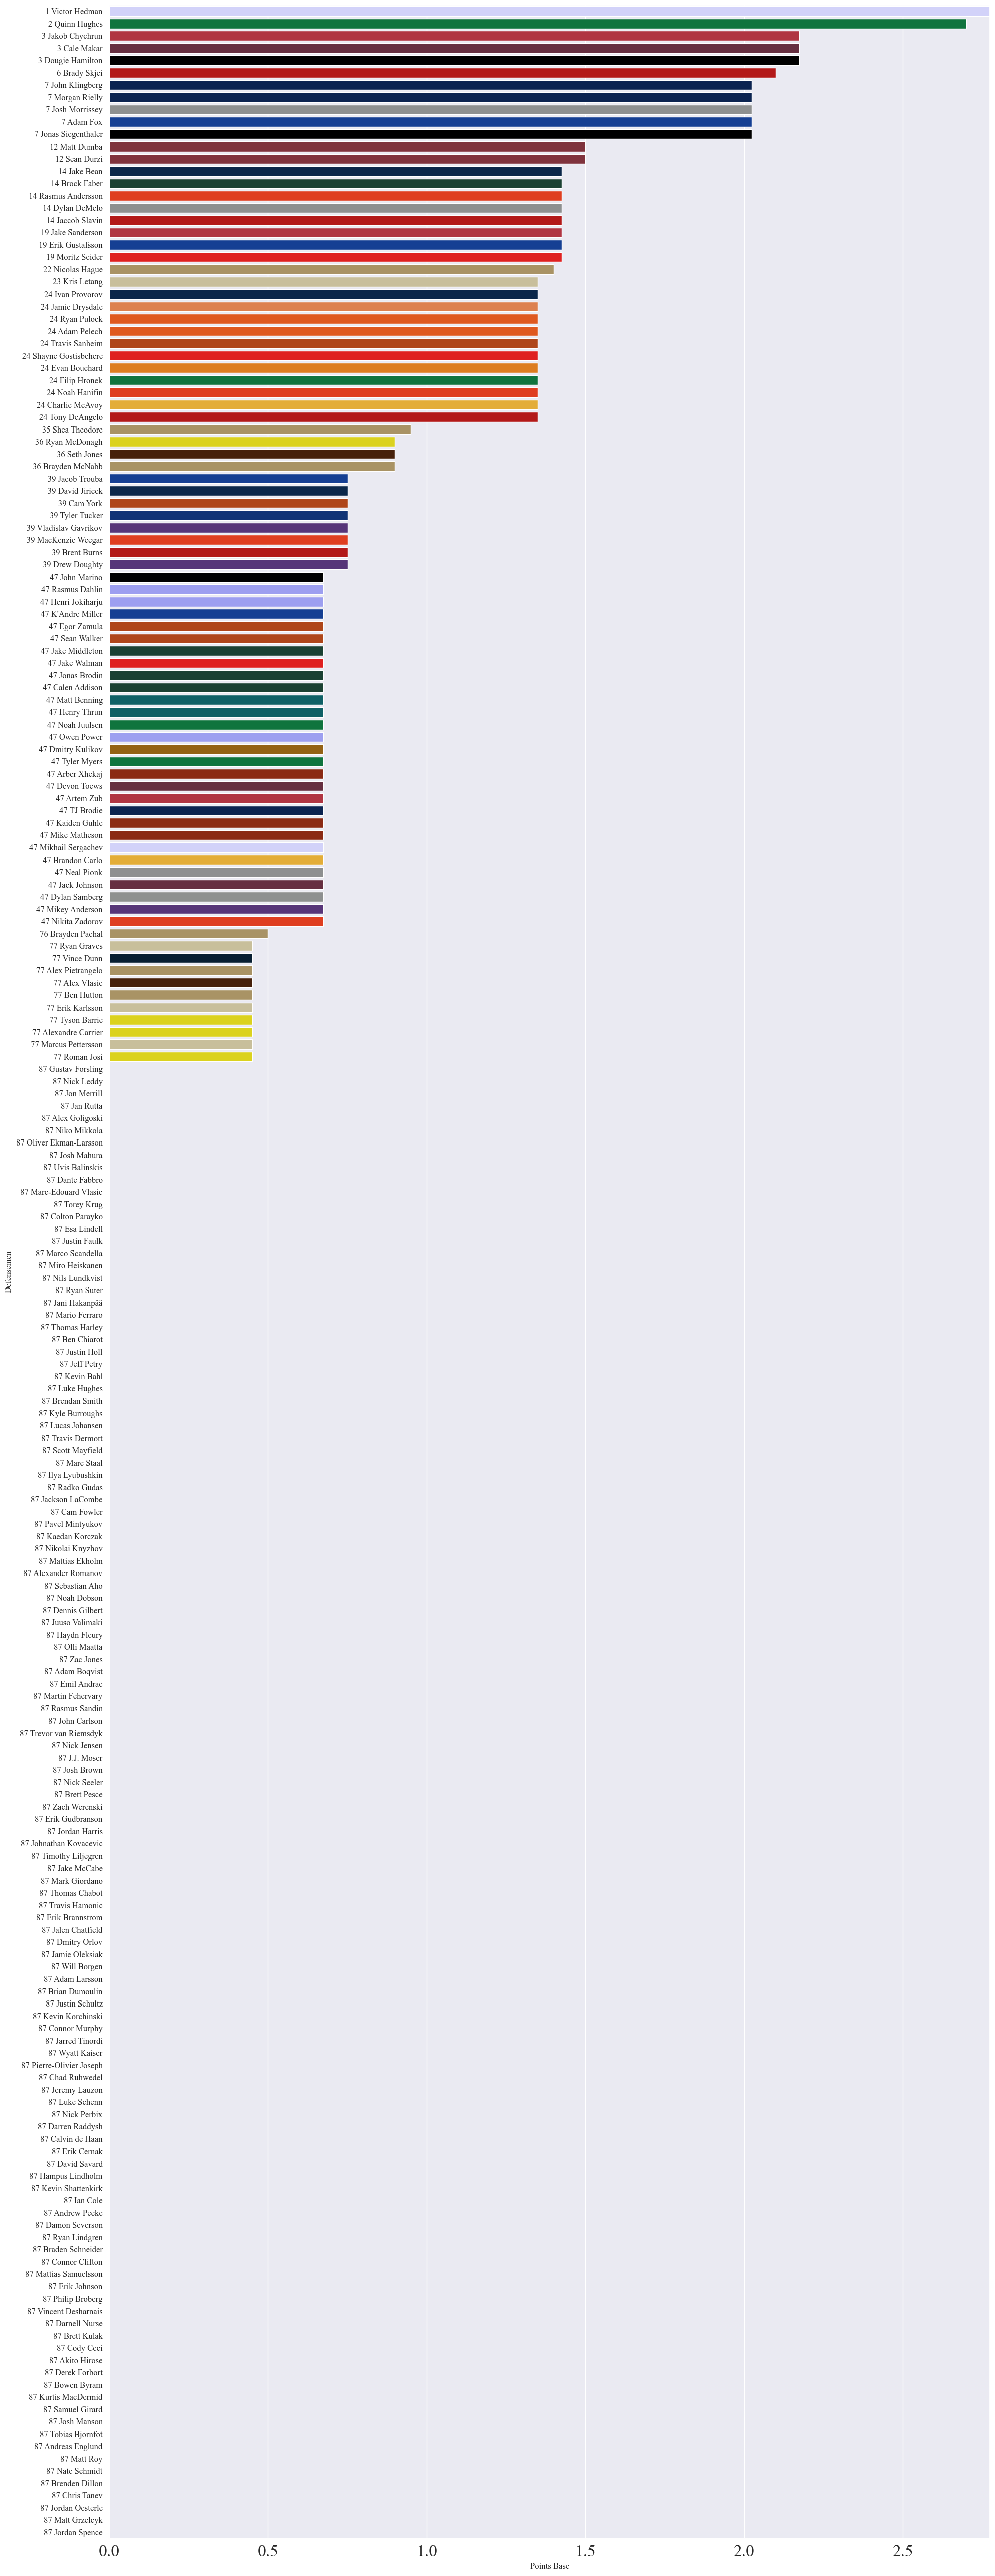 1 Victor Hedman
2 Quinn Hughes
3 Jakob Chychrun
3 Cale Makar
3 Dougie Hamilton
6 Brady Skjei
7 John Klingberg
7 Morgan Rielly
7 Josh Morrissey
7 Adam Fox
7 Jonas Siegenthaler
12 Matt Dumba
12 Sean Durzi
14 Jake Bean
14 Brock Faber
14 Rasmus Andersson
14 Dylan DeMelo
14 Jaccob Slavin
19 Jake Sanderson
19 Erik Gustafsson
19 Moritz Seider
22 Nicolas Hague
23 Kris Letang
24 Ivan Provorov
24 Jamie Drysdale
24 Ryan Pulock
24 Adam Pelech
24 Travis Sanheim
24 Shayne Gostisbehere
24 Evan Bouchard
24 Filip Hronek
24 Noah Hanifin
24 Charlie McAvoy
24 Tony DeAngelo
35 Shea Theodore
36 Ryan McDonagh
36 Seth Jones
36 Brayden McNabb
39 Jacob Trouba
39 David Jiricek
39 Cam York
39 Tyler Tucker
39 Vladislav Gavrikov
39 MacKenzie Weegar
39 Brent Burns
39 Drew Doughty
47 John Marino
47 Rasmus Dahlin
47 Henri Jokiharju
47 K'Andre Miller
47 Egor Zamula
47 Sean Walker
47 Jake Middleton
47 Jake Walman
47 Jonas Brodin
47 Calen Addison
47 Matt Benning
47 Henry Thrun
47 Noah Juulsen
47 Owen Power
47 Dmitry Kulikov
47 Tyler Myers
47 Arber Xhekaj
47 Devon Toews
47 Artem Zub
47 TJ Brodie
47 Kaiden Guhle
47 Mike Matheson
47 Mikhail Sergachev
47 Brandon Carlo
47 Neal Pionk
47 Jack Johnson
47 Dylan Samberg
47 Mikey Anderson
47 Nikita Zadorov
76 Brayden Pachal
77 Ryan Graves
77 Vince Dunn
77 Alex Pietrangelo
77 Alex Vlasic
77 Ben Hutton
77 Erik Karlsson
77 Tyson Barrie
77 Alexandre Carrier
77 Marcus Pettersson
77 Roman Josi
87 Gustav Forsling
87 Nick Leddy
87 Jon Merrill
87 Jan Rutta
87 Alex Goligoski
87 Niko Mikkola
87 Oliver Ekman-Larsson
87 Josh Mahura
87 Uvis Balinskis
87 Dante Fabbro
87 Marc-Edouard Vlasic
87 Torey Krug
87 Colton Parayko
87 Esa Lindell
87 Justin Faulk
87 Marco Scandella
87 Miro Heiskanen
87 Nils Lundkvist
87 Ryan Suter
87 Jani Hakanpää
87 Mario Ferraro
87 Thomas Harley
87 Ben Chiarot
87 Justin Holl
87 Jeff Petry
87 Kevin Bahl
87 Luke Hughes
87 Brendan Smith
87 Kyle Burroughs
87 Lucas Johansen
87 Travis Dermott
87 Scott Mayfield
87 Marc Staal
87 Ilya Lyubushkin
87 Radko Gudas
87 Jackson LaCombe
87 Cam Fowler
87 Pavel Mintyukov
87 Kaedan Korczak
87 Nikolai Knyzhov
87 Mattias Ekholm
87 Alexander Romanov
87 Sebastian Aho
87 Noah Dobson
87 Dennis Gilbert
87 Juuso Valimaki
87 Haydn Fleury
87 Olli Maatta
87 Zac Jones
87 Adam Boqvist
87 Emil Andrae
87 Martin Fehervary
87 Rasmus Sandin
87 John Carlson
87 Trevor van Riemsdyk
87 Nick Jensen
87 J.J. Moser
87 Josh Brown
87 Nick Seeler
87 Brett Pesce
87 Zach Werenski
87 Erik Gudbranson
87 Jordan Harris
87 Johnathan Kovacevic
87 Timothy Liljegren
87 Jake McCabe
87 Mark Giordano
87 Thomas Chabot
87 Travis Hamonic
87 Erik Brannstrom
87 Jalen Chatfield
87 Dmitry Orlov
87 Jamie Oleksiak
87 Will Borgen
87 Adam Larsson
87 Brian Dumoulin
87 Justin Schultz
87 Kevin Korchinski
87 Connor Murphy
87 Jarred Tinordi
87 Wyatt Kaiser
87 Pierre-Olivier Joseph
87 Chad Ruhwedel
87 Jeremy Lauzon
87 Luke Schenn
87 Nick Perbix
87 Darren Raddysh
87 Calvin de Haan
87 Erik Cernak
87 David Savard
87 Hampus Lindholm
87 Kevin Shattenkirk
87 Ian Cole
87 Andrew Peeke
87 Damon Severson
87 Ryan Lindgren
87 Braden Schneider
87 Connor Clifton
87 Mattias Samuelsson
87 Erik Johnson
87 Philip Broberg
87 Vincent Desharnais
87 Darnell Nurse
87 Brett Kulak
87 Cody Ceci
87 Akito Hirose
87 Derek Forbort
87 Bowen Byram
87 Kurtis MacDermid
87 Samuel Girard
87 Josh Manson
87 Tobias Bjornfot
87 Andreas Englund
87 Matt Roy
87 Nate Schmidt
87 Brenden Dillon
87 Chris Tanev
87 Jordan Oesterle
87 Matt Grzelcyk
87 Jordan Spence
Defensemen
0.0 0.5 1.0 1.5 2.0 2.5
Points Base